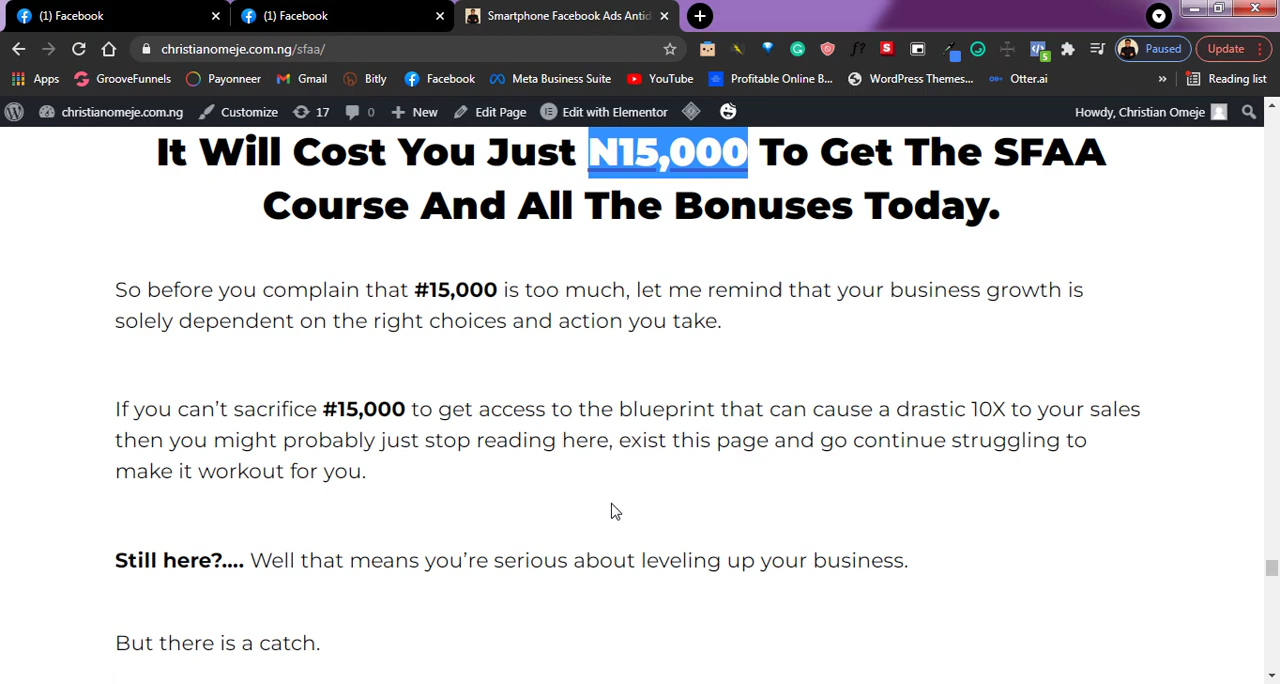 (1) Facebook
(1) Facebook
Smartphone Facebook Ads Antid
christianomeje.com.ng/sfaa/
Paused
Update
Apps
GrooveFunnels
Payonneer
Gmail
Bitly
Facebook
Meta Business Suite
YouTube
Profitable Online B...
WordPress Themes...
Otter.ai
»
Reading list
christianomeje.com.ng
Customize
17
0
New
Edit Page
Edit with Elementor
Howdy, Christian Omeje
It Will Cost You Just N15,000 To Get The SFAA
Course And All The Bonuses Today.
So before you complain that #15,000 is too much, let me remind that your business growth is
solely dependent on the right choices and action you take.
If you can't sacrifice #15,000 to get access to the blueprint that can cause a drastic 10X to your sales
then you might probably just stop reading here, exist this page and go continue struggling to
make it workout for you.
Still here?.... Well that means you're serious about leveling up your business.
But there is a catch.